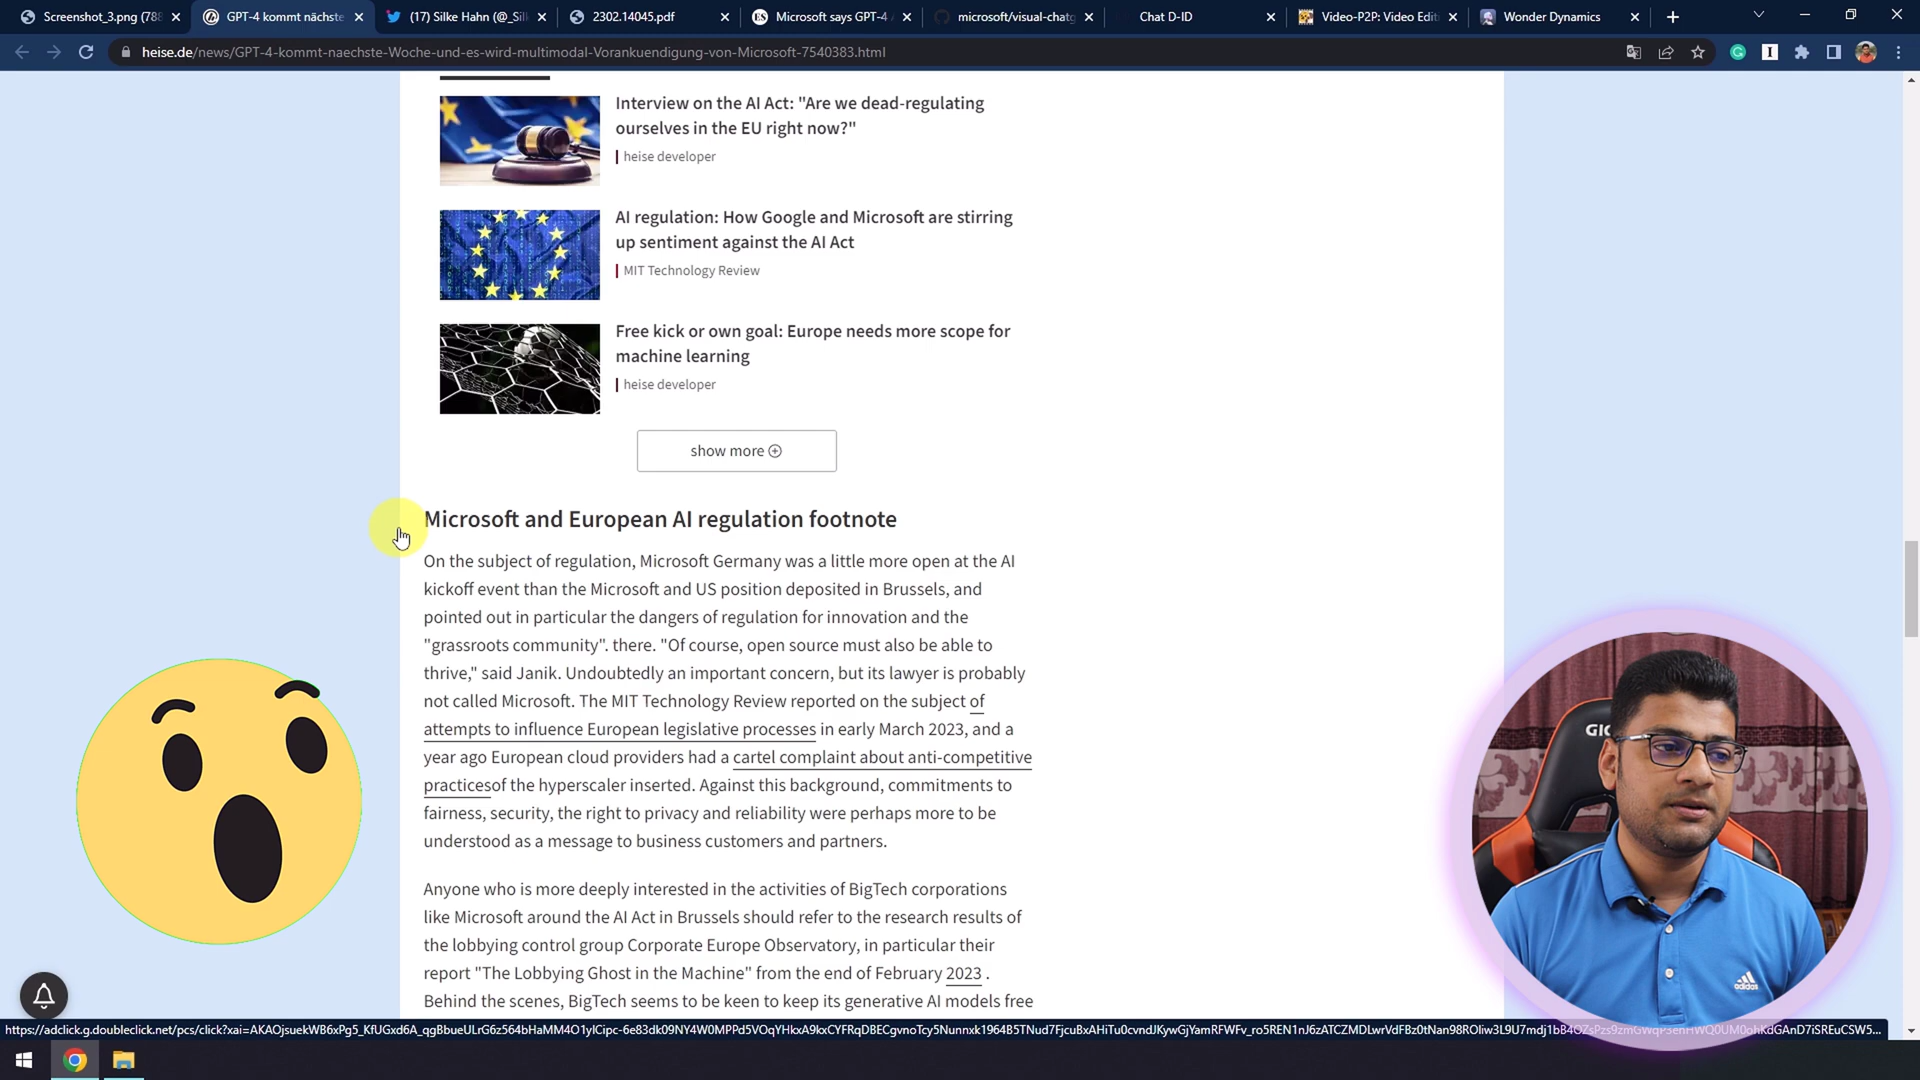 Screenshot_3.png (788
GPT-4 kommt nächste
(17) Silke Hahn (@_Sil
2302.14045.pdf
Microsoft says GPT-4
microsoft/visual-chatg
Chat D-ID
Video-P2P: Video Edit
Wonder Dynamics
heise.de/news/GPT-4-kommt-naechste-Woche-und-es-wird-multimodal-Vorankuendigung-von-Microsoft-7540383.html
Interview on the AI Act: "Are we dead-regulating
ourselves in the EU right now?"
heise developer
AI regulation: How Google and Microsoft are stirring
up sentiment against the AI Act
MIT Technology Review
Free kick or own goal: Europe needs more scope for
machine learning
heise developer
show more
Microsoft and European AI regulation footnote
On the subject of regulation, Microsoft Germany was a little more open at the AI
kickoff event than the Microsoft and US position deposited in Brussels, and
pointed out in particular the dangers of regulation for innovation and the
"grassroots community". there. "Of course, open source must also be able to
thrive," said Janik. Undoubtedly an important concern, but its lawyer is probably
not called Microsoft. The MIT Technology Review reported on the subject of
attempts to influence European legislative processes in early March 2023, and a
year ago European cloud providers had a cartel complaint about anti-competitive
practicesof the hyperscaler inserted. Against this background, commitments to
fairness, security, the right to privacy and reliability were perhaps more to be
understood as a message to business customers and partners.
Anyone who is more deeply interested in the activities of BigTech corporations
like Microsoft around the AI Act in Brussels should refer to the research results of
the lobbying control group Corporate Europe Observatory, in particular their
report "The Lobbying Ghost in the Machine" from the end of February 2023 .
Behind the scenes, BigTech seems to be keen to keep its generative AI models free
adidas